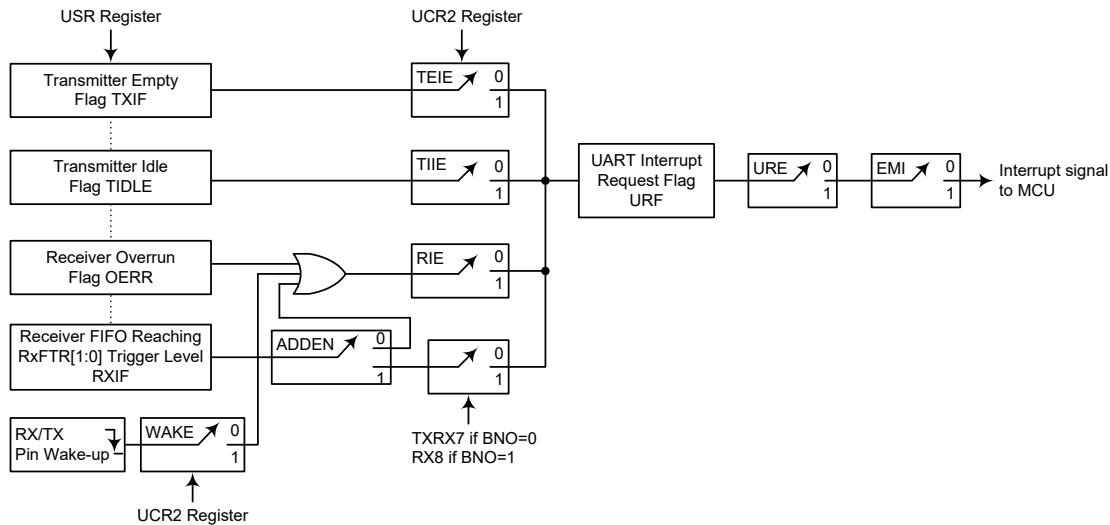 USR Register
UCR2 Register
Transmitter Empty
Flag TXIF
TEIE
0
1
Transmitter Idle
Flag TIDLE
TIIE
0
1
UART Interrupt
Request Flag
URF
URE
0
1
EMI
0
1
Interrupt signal
to MCU
Receiver Overrun
Flag OERR
RIE
0
1
Receiver FIFO Reaching
RxFTR[1:0] Trigger Level
RXIF
ADDEN
0
1
0
1
RX/TX
Pin Wake-up
WAKE
0
1
TXRX7 if BNO=0
RX8 if BNO=1
UCR2 Register